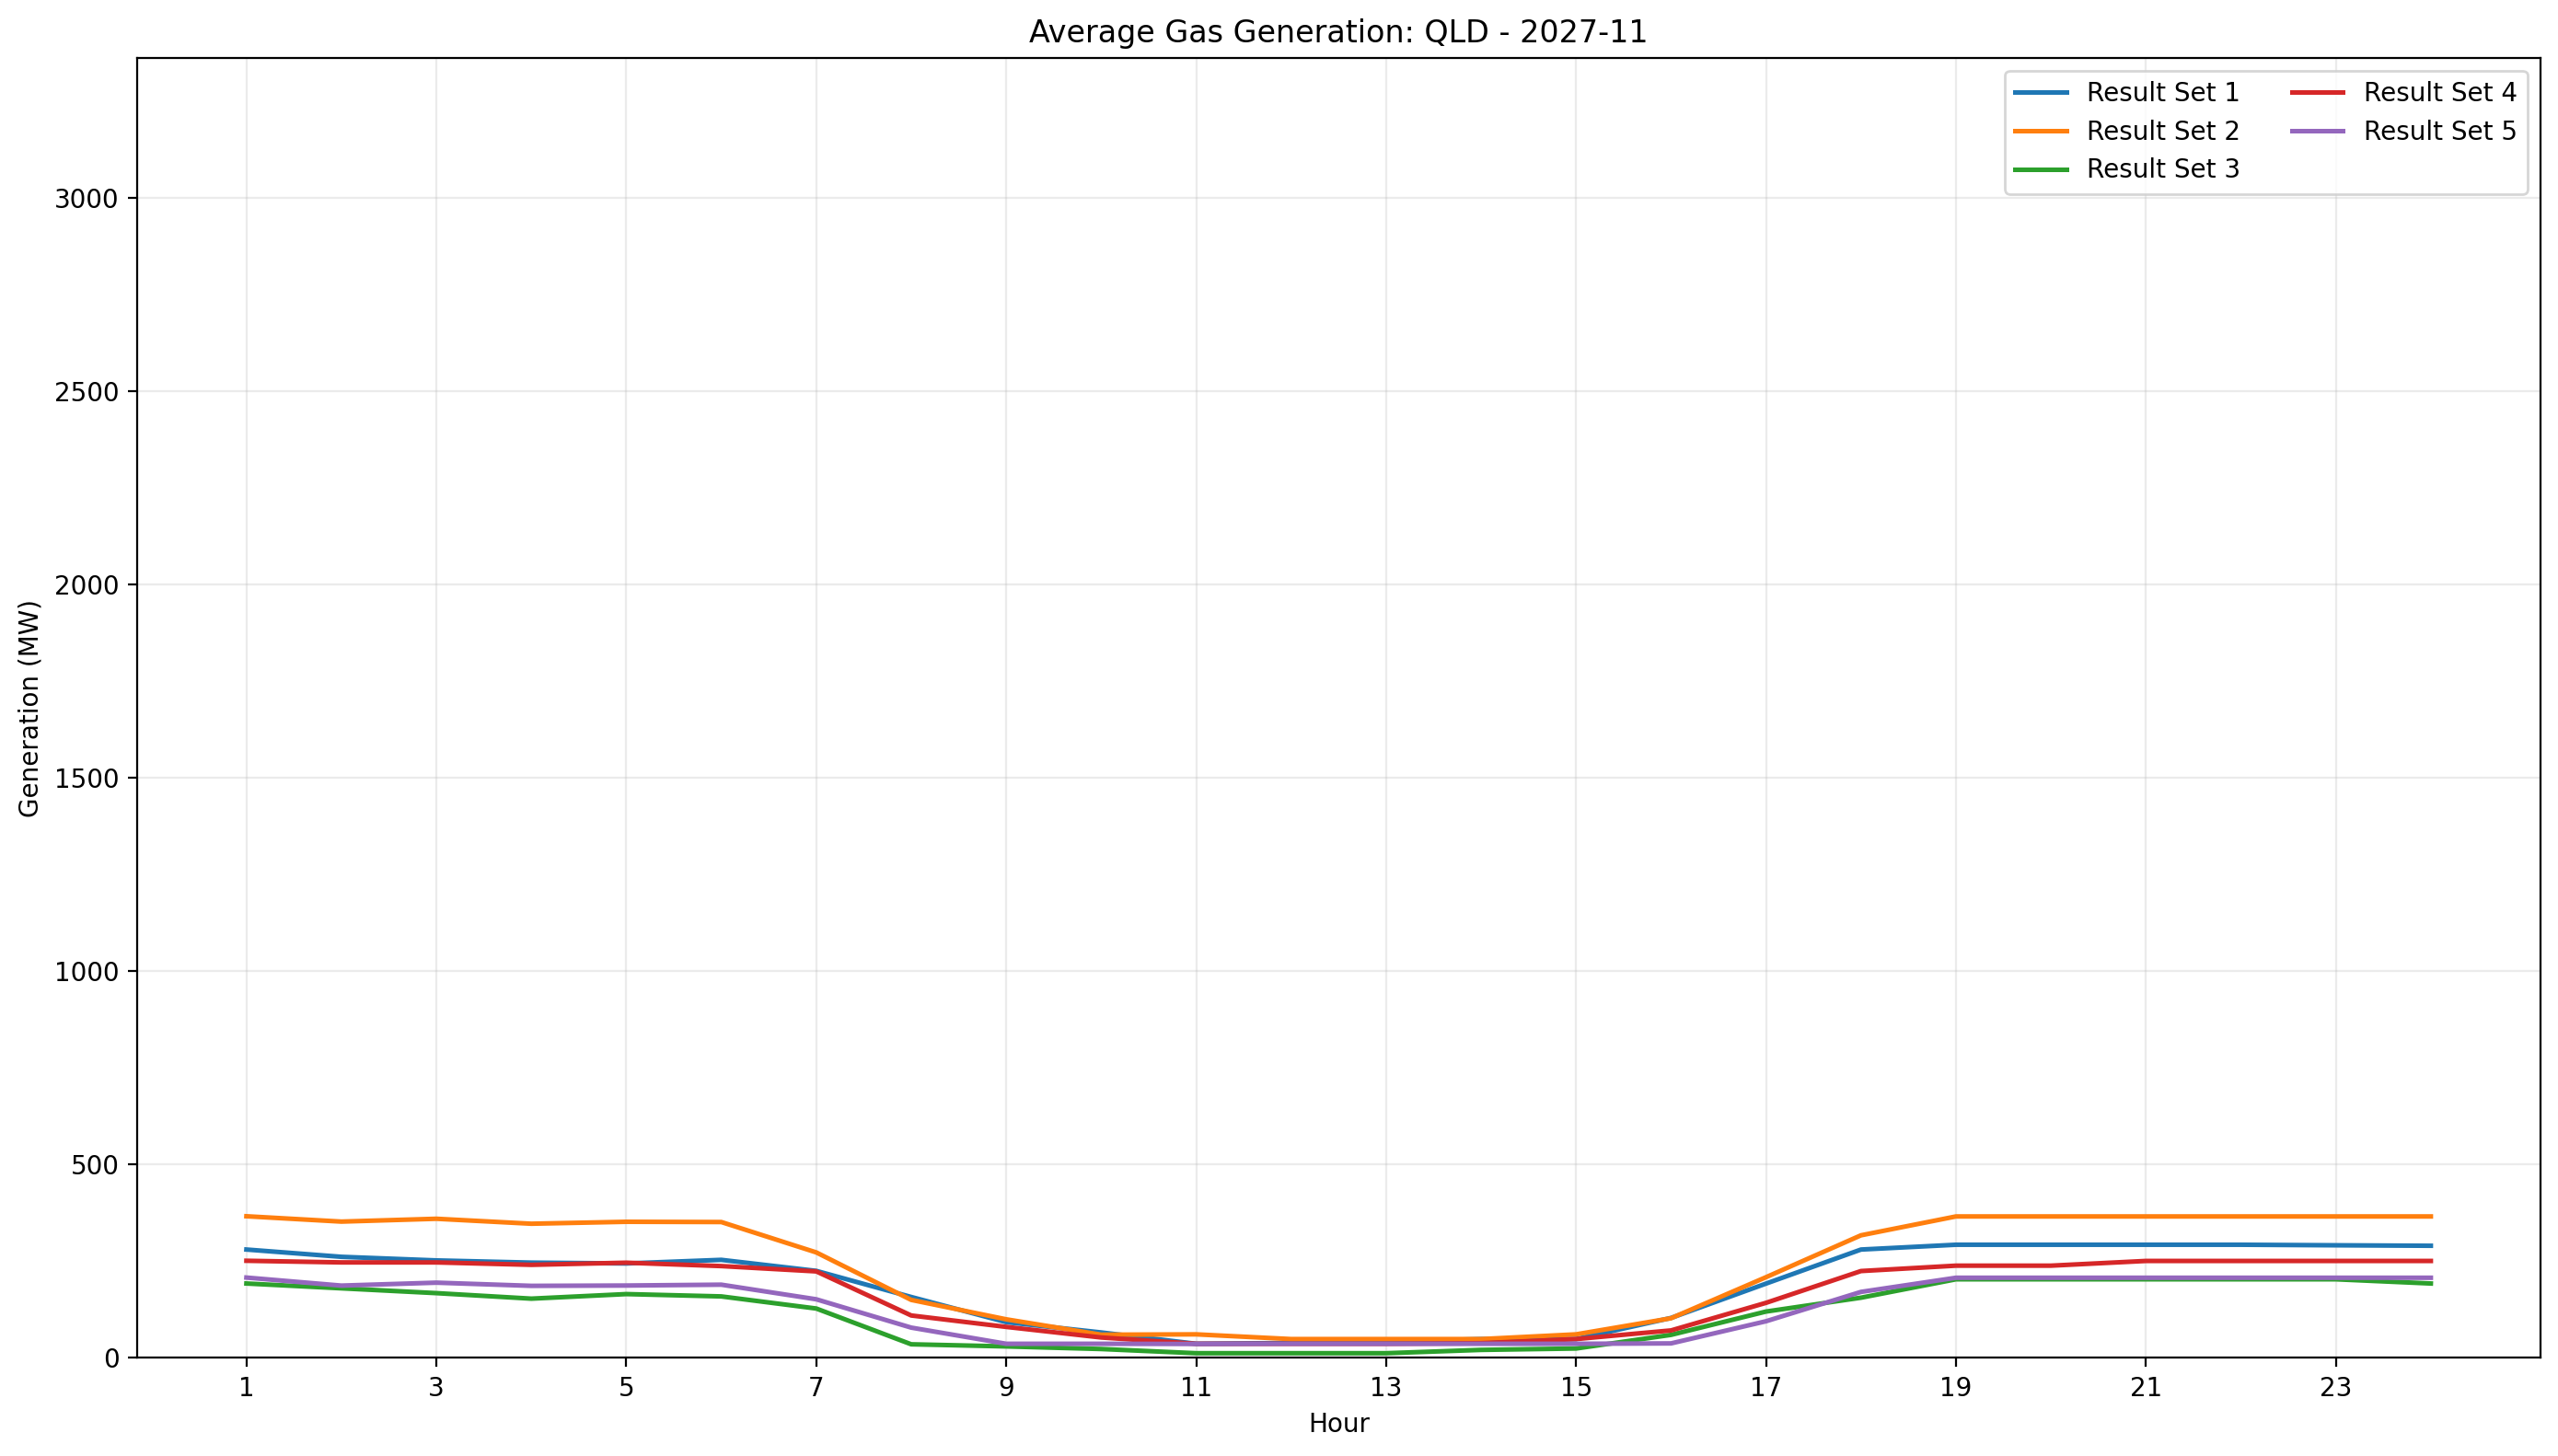 Average Gas Generation: QLD - 2027-11
Result Set 1
Result Set 2
Result Set 3
Result Set 4
Result Set 5
Generation (MW)
3000
2500
2000
1500
1000
500
0
1 3 5 7 9 11 13 15 17 19 21 23
Hour